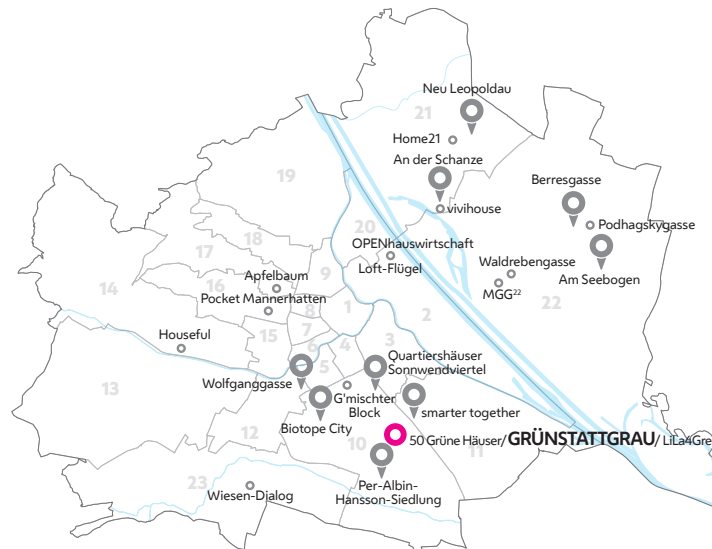 Neu Leopoldau
21
Home21
An der Schanze
Berresgasse
19
vivihouse
Podhagskygasse
20
18
OPENhauswirtschaft
17
Waldrebengasse
Am Seebogen
9
Loft-Flügel
14
16
Apfelbaum
MGG²²
22
Pocket Mannerhatten
8
1
2
Houseful
15
7
6
4
3
5
Quartiershäuser
Sonnwendviertel
13
Wolfganggasse
G'mischter
Block
smarter together
Biotope City
12
10
50 Grüne Häuser/GRÜNSTATTGRAU/ LiLa4Gre
11
23
Per-Albin-
Hansson-Siedlung
Wiesen-Dialog